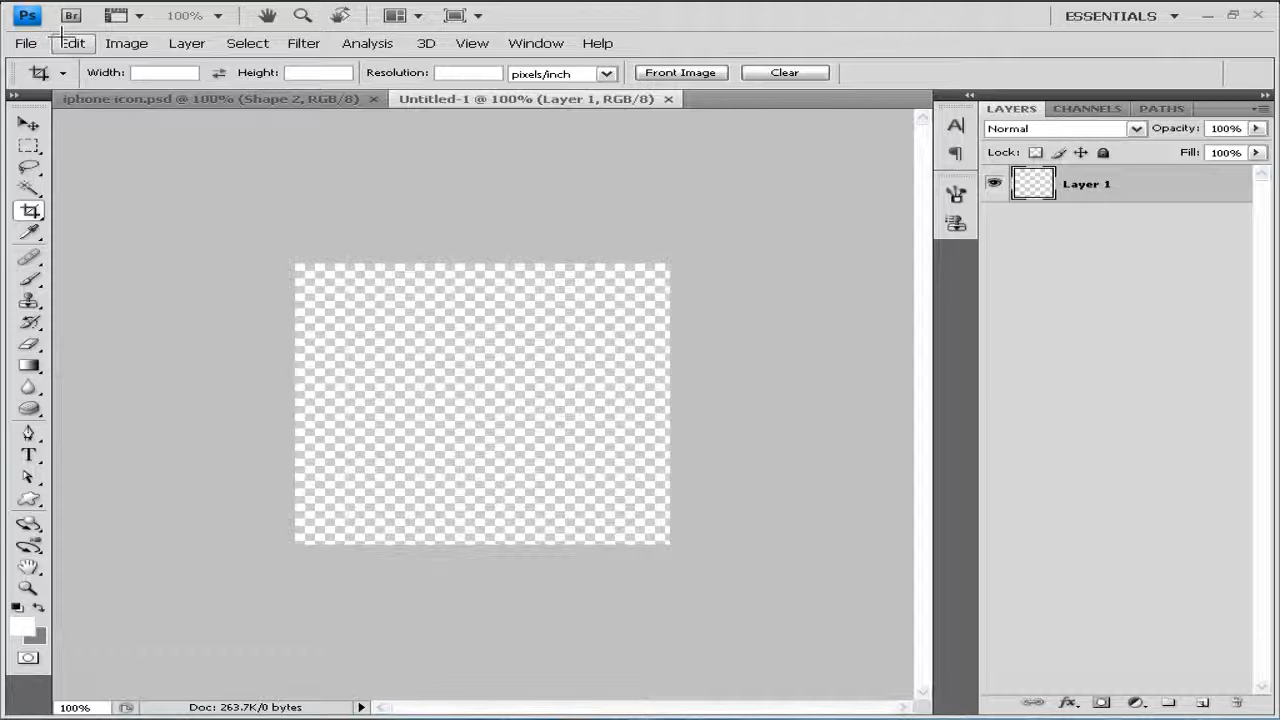 Ps Br 100% ESSENTIALS
File Edit Image Layer Select Filter Analysis 3D View Window Help
Width: Height: Resolution: pixels/inch Front Image Clear
iphone icon.psd @ 100% (Shape 2, RGB/8) Untitled-1 @ 100% (Layer 1, RGB/8)
LAYERS CHANNELS PATHS
Normal Opacity: 100%
Lock: Fill: 100%
Layer 1
100% Doc: 263.7K/0 bytes